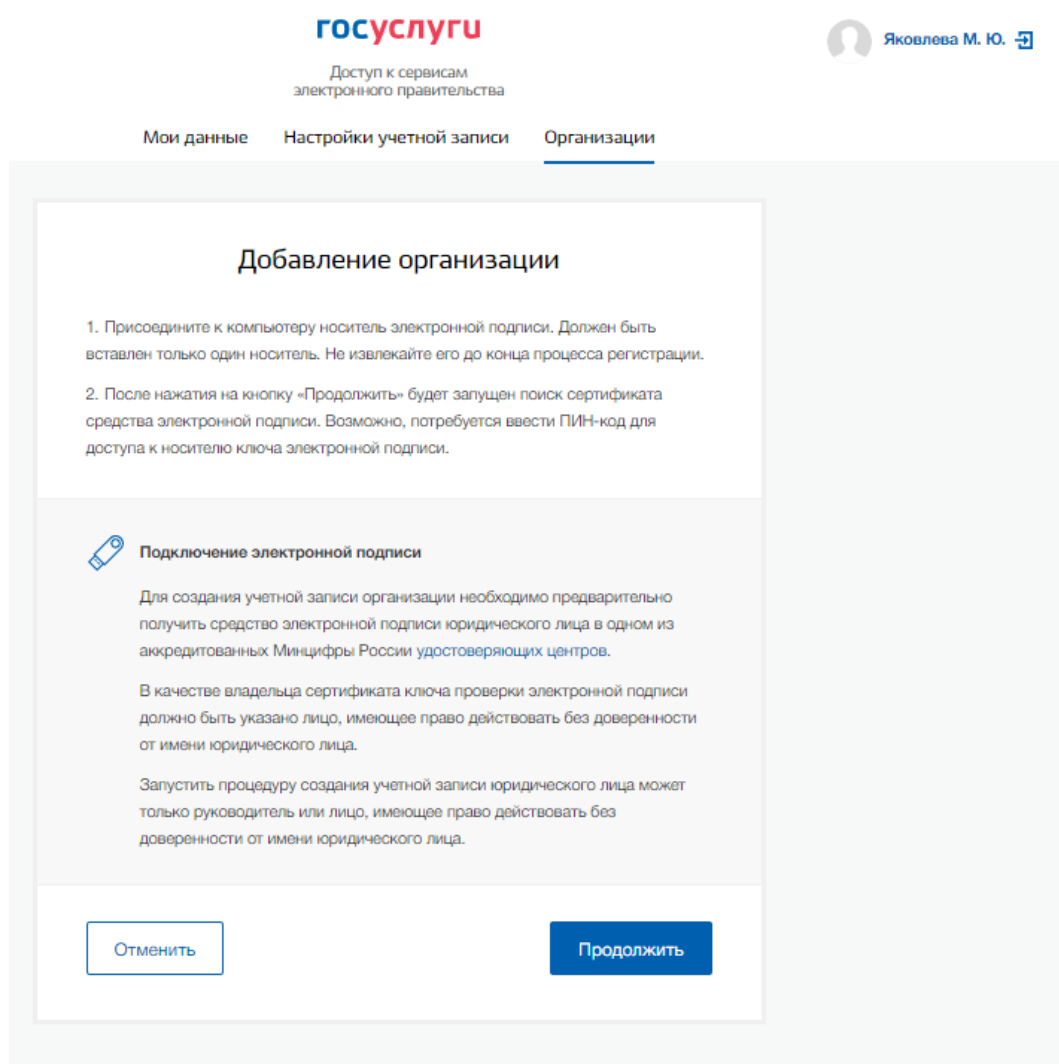 госуслуги
Яковлева М. Ю.
Доступ к сервисам
электронного правительства
Мои данные Настройки учетной записи Организации
Добавление организации
1. Присоедините к компьютеру носитель электронной подписи. Должен быть
вставлен только один носитель. Не извлекайте его до конца процесса регистрации.
2. После нажатия на кнопку «Продолжить» будет запущен поиск сертификата
средства электронной подписи. Возможно, потребуется ввести ПИН-код для
доступа к носителю ключа электронной подписи.
Подключение электронной подписи
Для создания учетной записи организации необходимо предварительно
получить средство электронной подписи юридического лица в одном из
аккредитованных Минцифры России удостоверяющих центров.
В качестве владельца сертификата ключа проверки электронной подписи
должно быть указано лицо, имеющее право действовать без доверенности
от имени юридического лица.
Запустить процедуру создания учетной записи юридического лица может
только руководитель или лицо, имеющее право действовать без
доверенности от имени юридического лица.
Отменить Продолжить